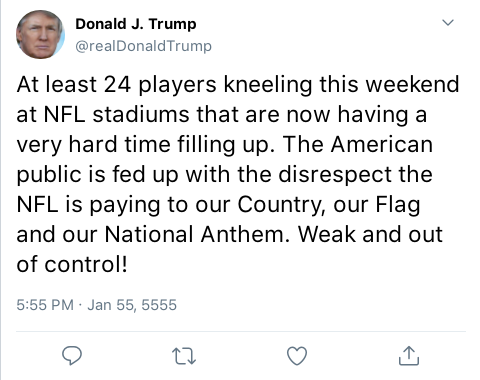 Donald J. Trump
@realDonaldTrump
At least 24 players kneeling this weekend
at NFL stadiums that are now having a
very hard time filling up. The American
public is fed up with the disrespect the
NFL is paying to our Country, our Flag
and our National Anthem. Weak and out
of control!
5:55 PM · Jan 55, 5555